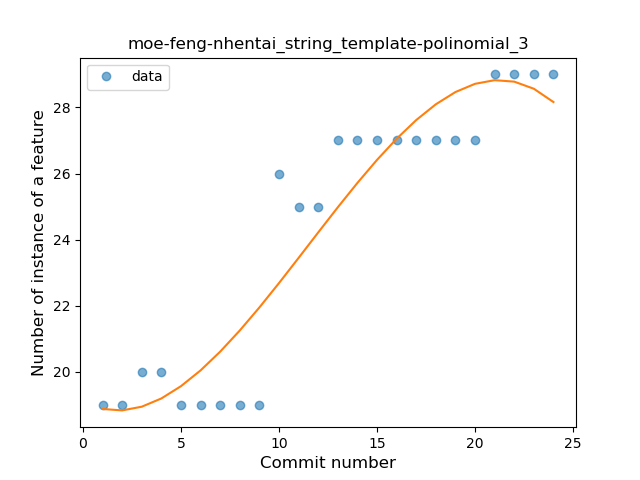 moe-feng-nhentai_string_template-polinomial_3
data
Number of instance of a feature
28
26
24
22
20
0 5 10 15 20 25
Commit number